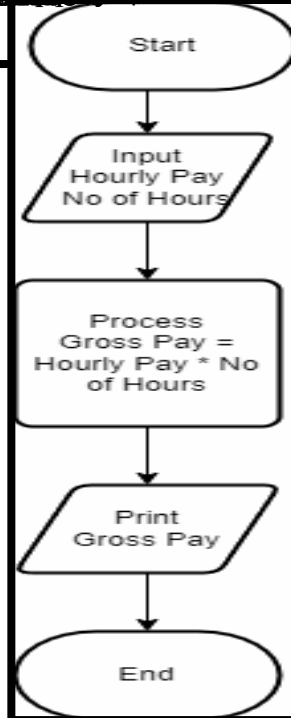 Start
Input
Hourly Pay
No of Hours
Process
Gross Pay =
Hourly Pay * No
of Hours
Print
Gross Pay
End